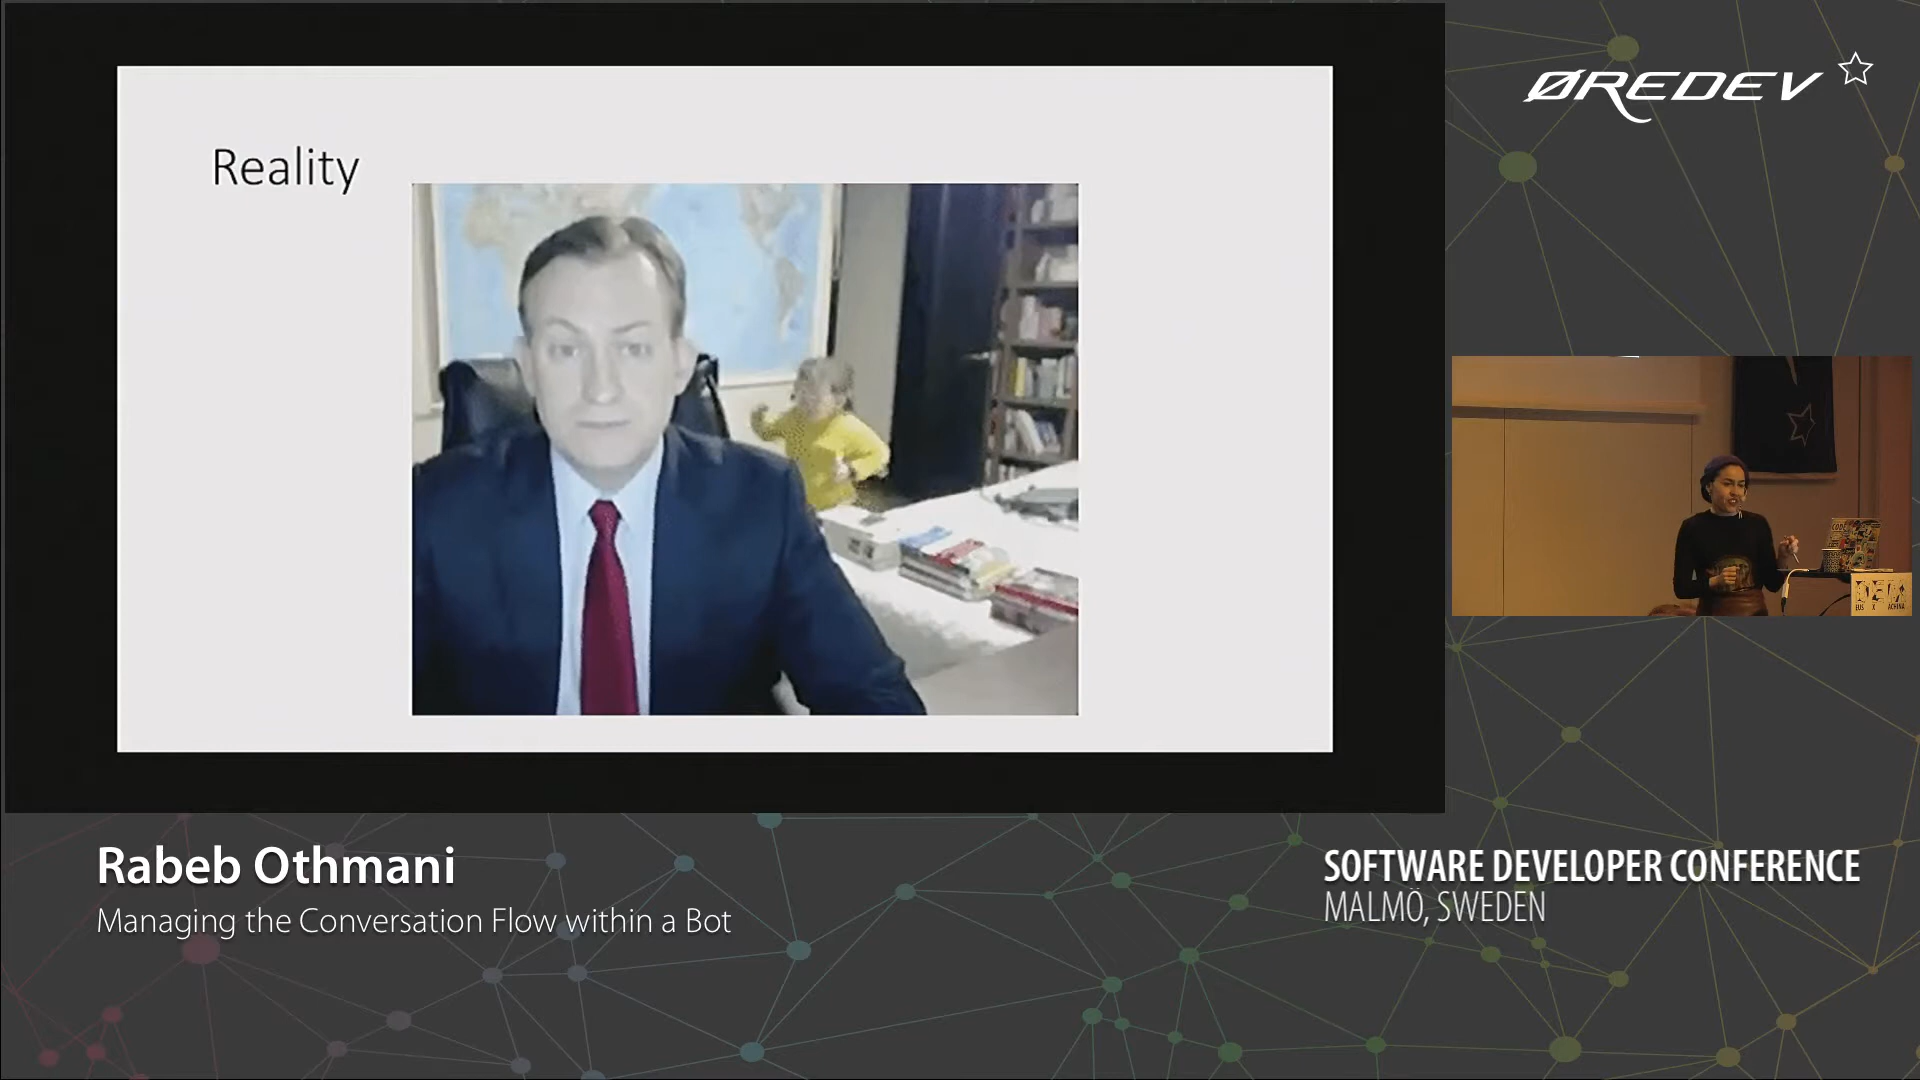 Reality
ØREDEV
Rabeb Othmani
Managing the Conversation Flow within a Bot
SOFTWARE DEVELOPER CONFERENCE
MALMÖ, SWEDEN